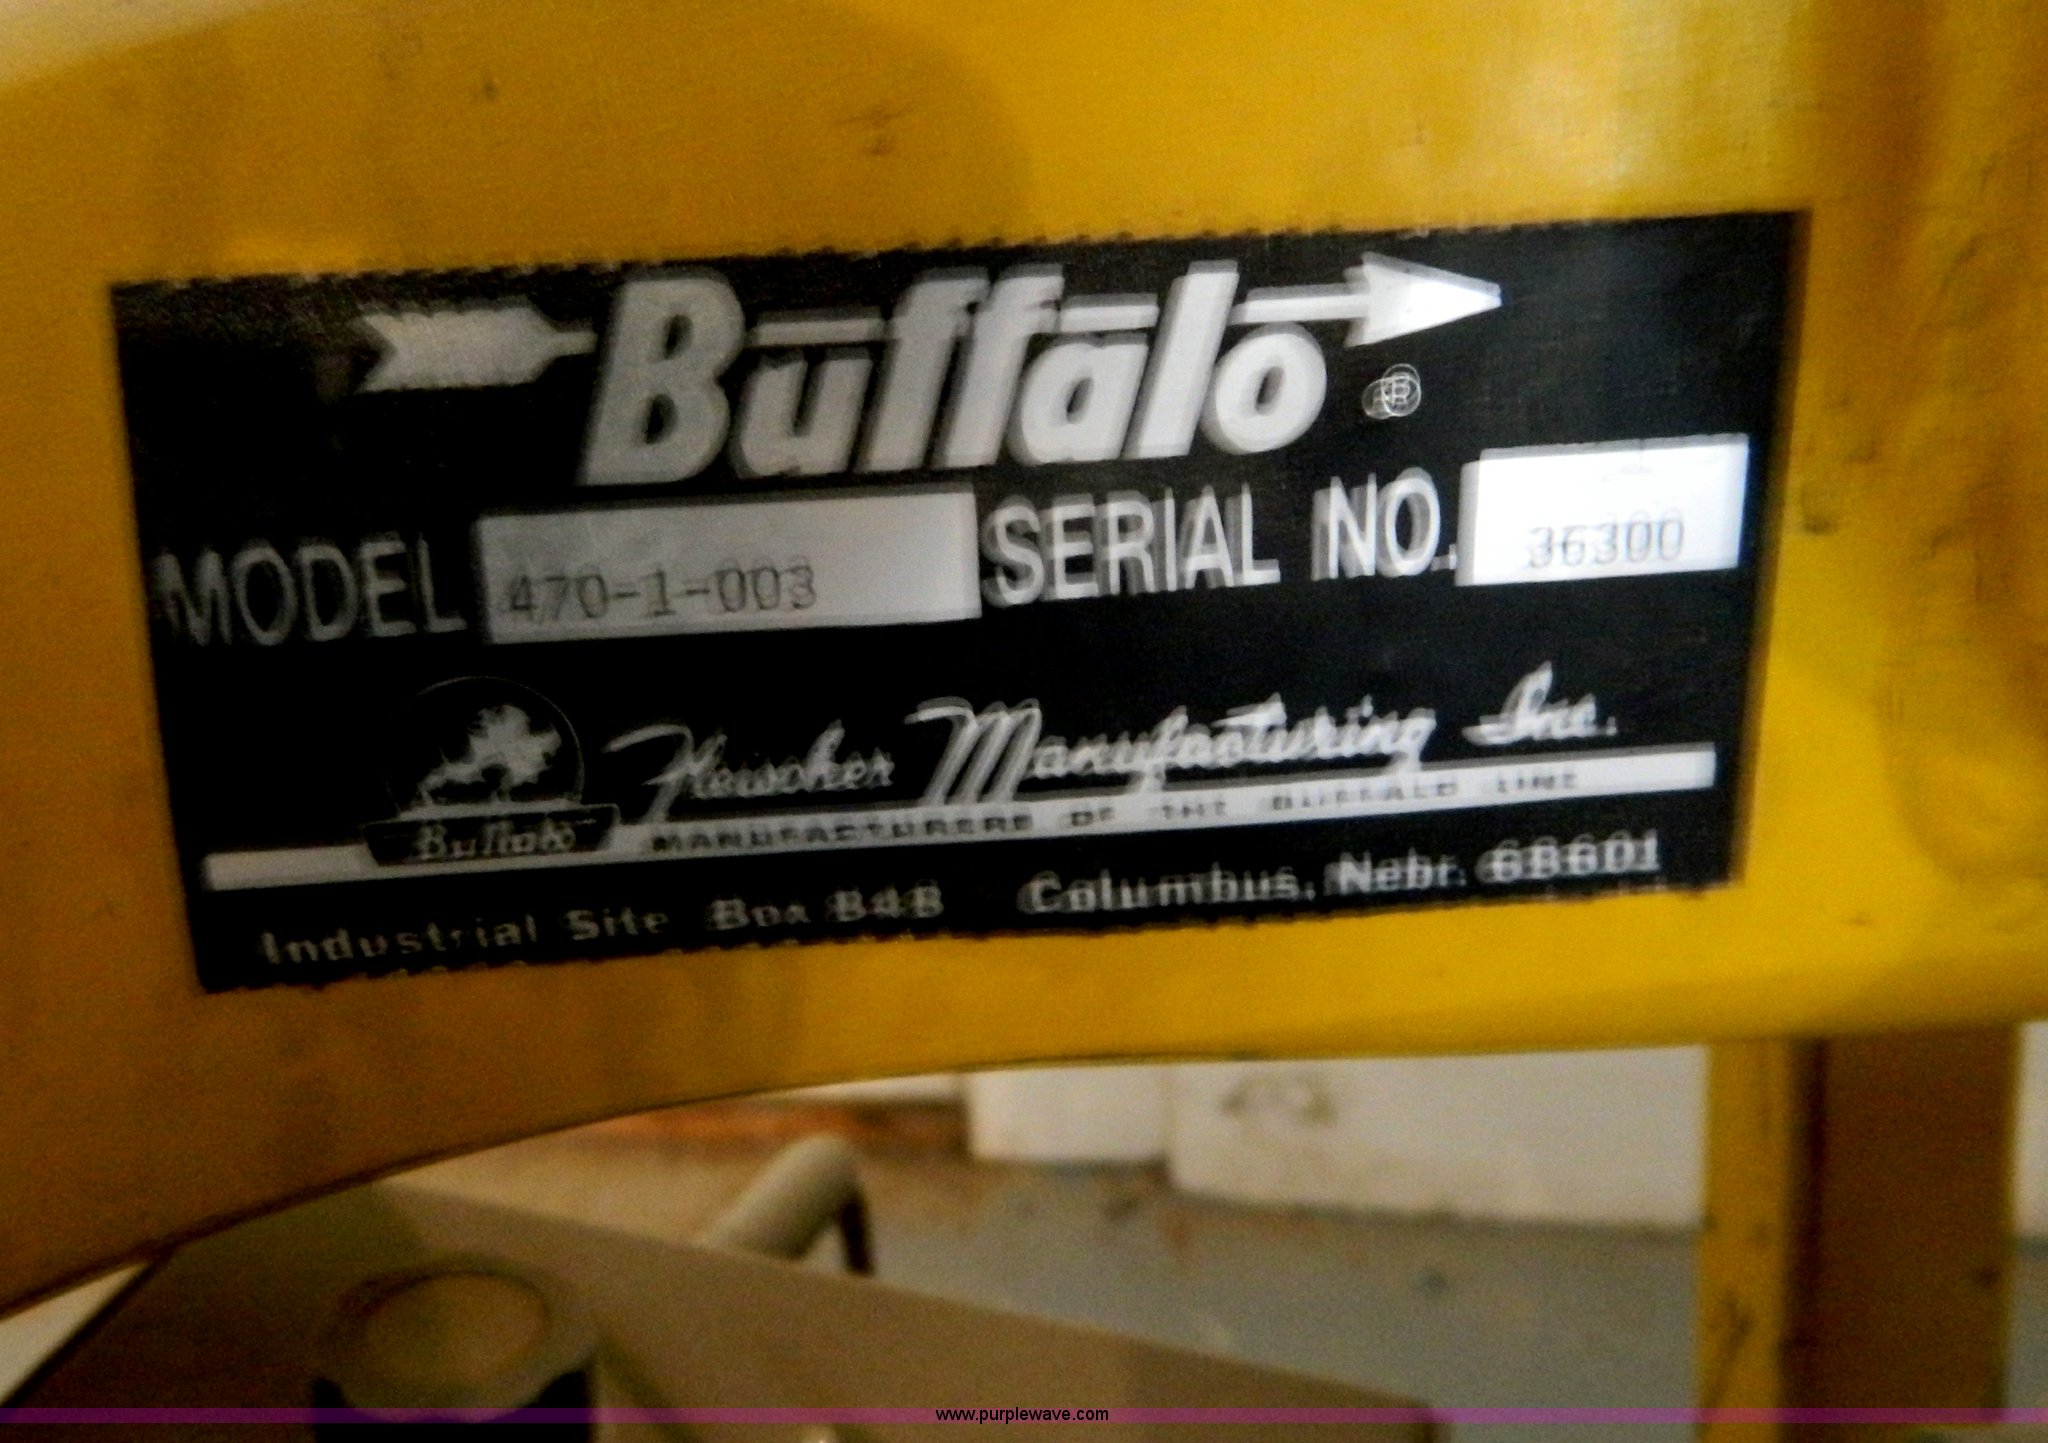 Buffalo ®
MODEL 470-1-003 SERIAL NO. 36300
Fleischer Manufacturing Inc.
Buffalo MANUFACTURERS OF THE BUFFALO LINE
Industrial Site Box 848 Columbus, Nebr. 68601
www.purplewave.com